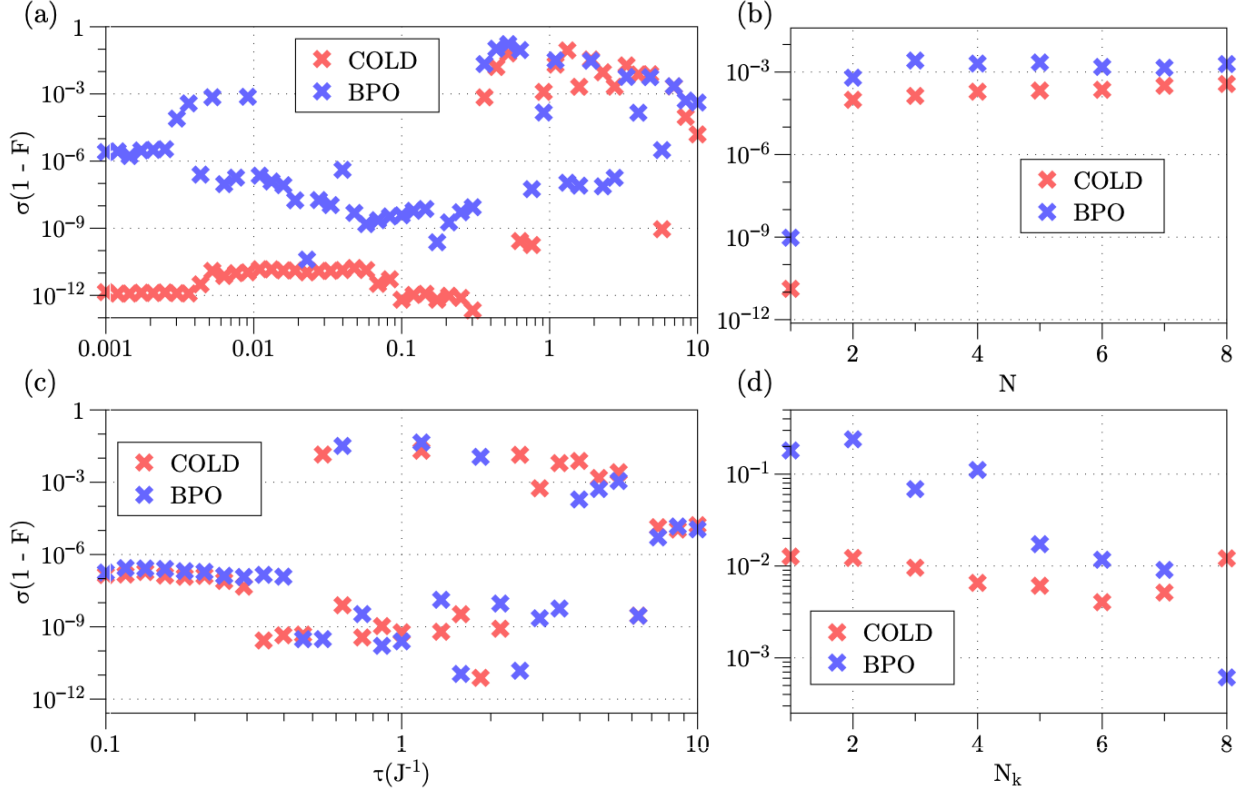 (a)
σ(1 - F)
1
10⁻³
10⁻⁶
10⁻⁹
10⁻¹²
COLD
BPO
0.001
0.01
0.1
1
10
(b)
10⁻³
10⁻⁶
10⁻⁹
10⁻¹²
COLD
BPO
2
4
6
8
N
(c)
σ(1 - F)
1
10⁻³
10⁻⁶
10⁻⁹
10⁻¹²
COLD
BPO
0.1
1
10
τ(J⁻¹)
(d)
10⁻¹
10⁻²
10⁻³
COLD
BPO
2
4
6
8
Nₖ